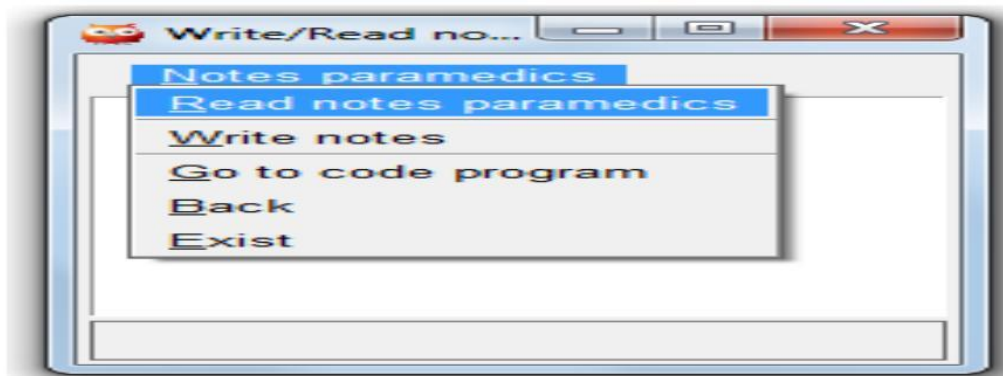 Write/Read no...
Notes paramedics
Read notes paramedics
Write notes
Go to code program
Back
Exist